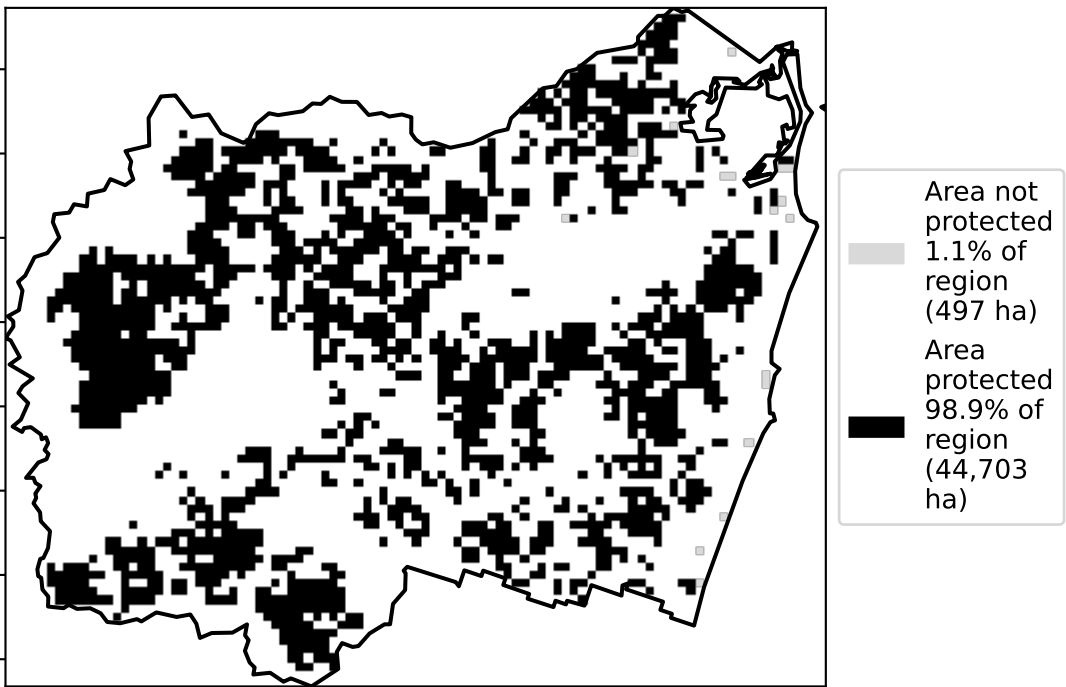 Area not
protected
1.1% of
region
(497 ha)
Area
protected
98.9% of
region
(44,703
ha)